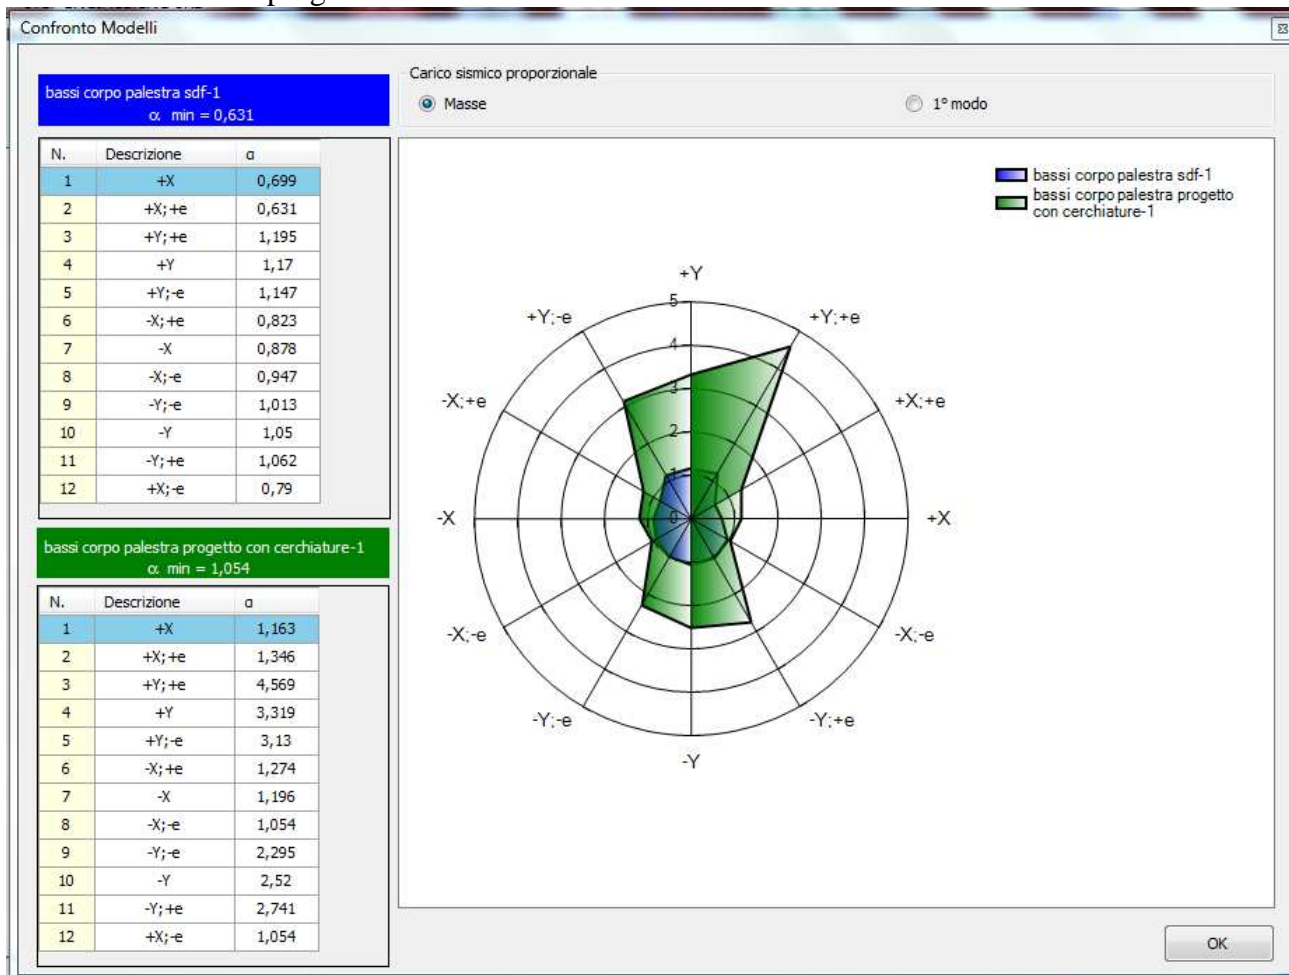 Confronto Modelli
bassi corpo palestra sdf-1
α min = 0,631
N. Descrizione α
1 +X 0,699
2 +X;+e 0,631
3 +Y;+e 1,195
4 +Y 1,17
5 +Y;-e 1,147
6 -X;+e 0,823
7 -X 0,878
8 -X;-e 0,947
9 -Y;-e 1,013
10 -Y 1,05
11 -Y;+e 1,062
12 +X;-e 0,79
bassi corpo palestra progetto con cerchiature-1
α min = 1,054
N. Descrizione α
1 +X 1,163
2 +X;+e 1,346
3 +Y;+e 4,569
4 +Y 3,319
5 +Y;-e 3,13
6 -X;+e 1,274
7 -X 1,196
8 -X;-e 1,054
9 -Y;-e 2,295
10 -Y 2,52
11 -Y;+e 2,741
12 +X;-e 1,054
Carico sismico proporzionale
Masse
1° modo
bassi corpo palestra sdf-1
bassi corpo palestra progetto
con cerchiature-1
+Y
+Y;-e
+Y;+e
-X;+e
+X;+e
-X
+X
-X;-e
-X;-e
-Y;-e
-Y;+e
-Y
5
4
3
2
1
0
OK